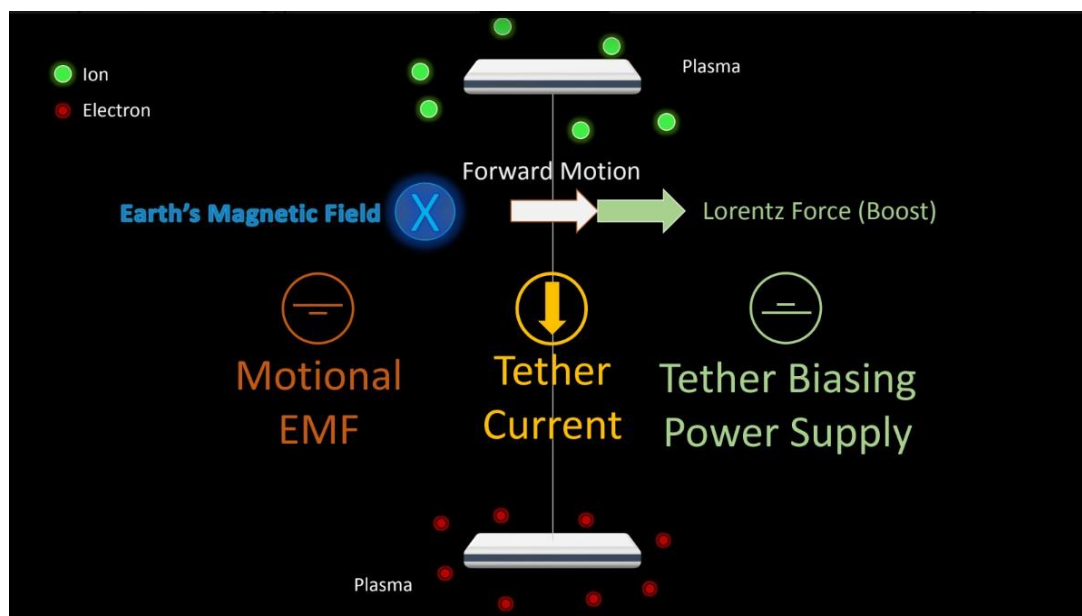 Ion
Electron
Plasma
Forward Motion
Earth's Magnetic Field
X
Lorentz Force (Boost)
Motional
EMF
Tether
Current
Tether Biasing
Power Supply
Plasma